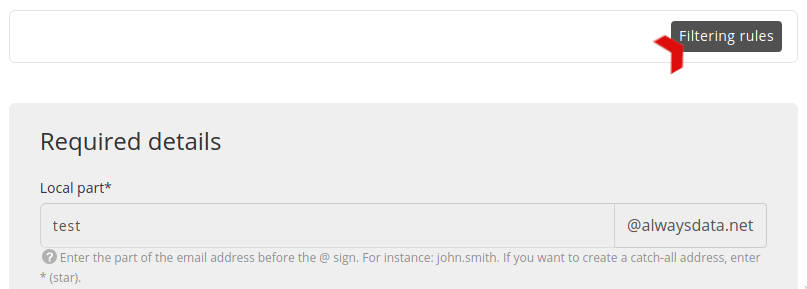 Filtering rules
Required details
Local part*
test
@alwaysdata.net
? Enter the part of the email address before the @ sign. For instance: john.smith. If you want to create a catch-all address, enter
* (star).